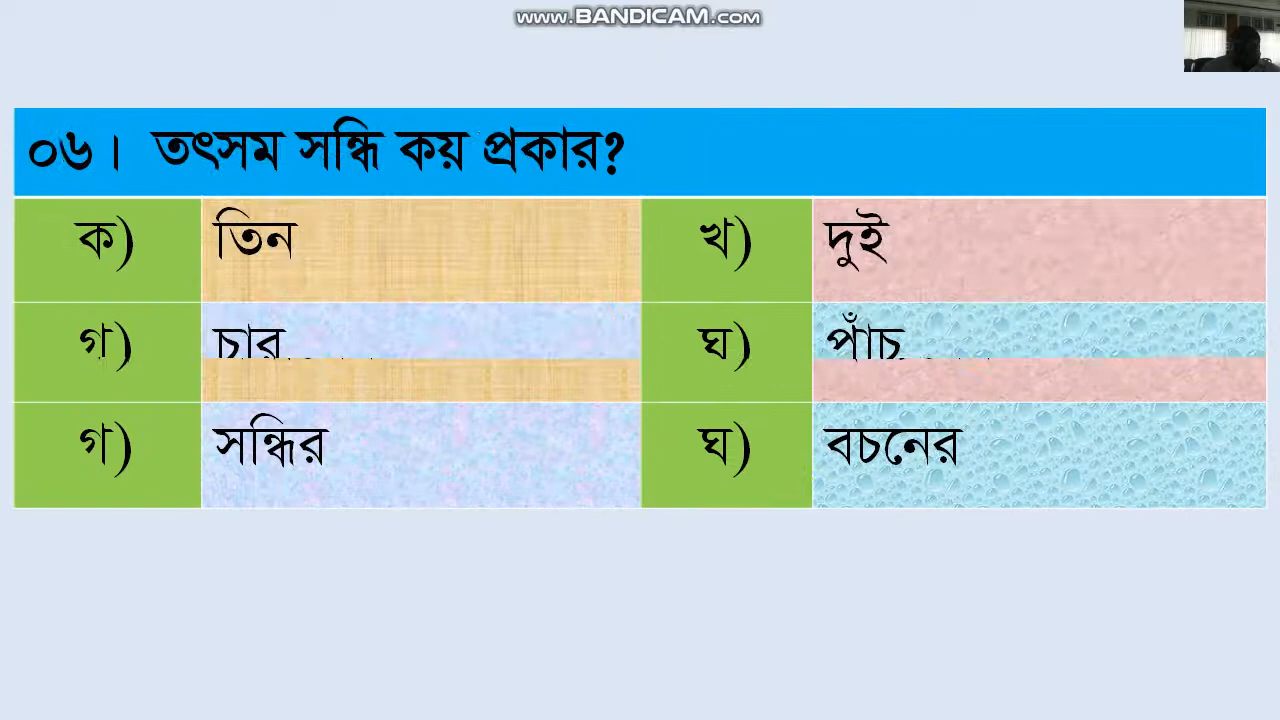 www.BANDICAM.com
০৬। তৎসম সন্ধি কয় প্রকার?
ক) তিন খ) দুই
গ) চার ঘ) পাঁচ
গ) সন্ধির ঘ) বচনের